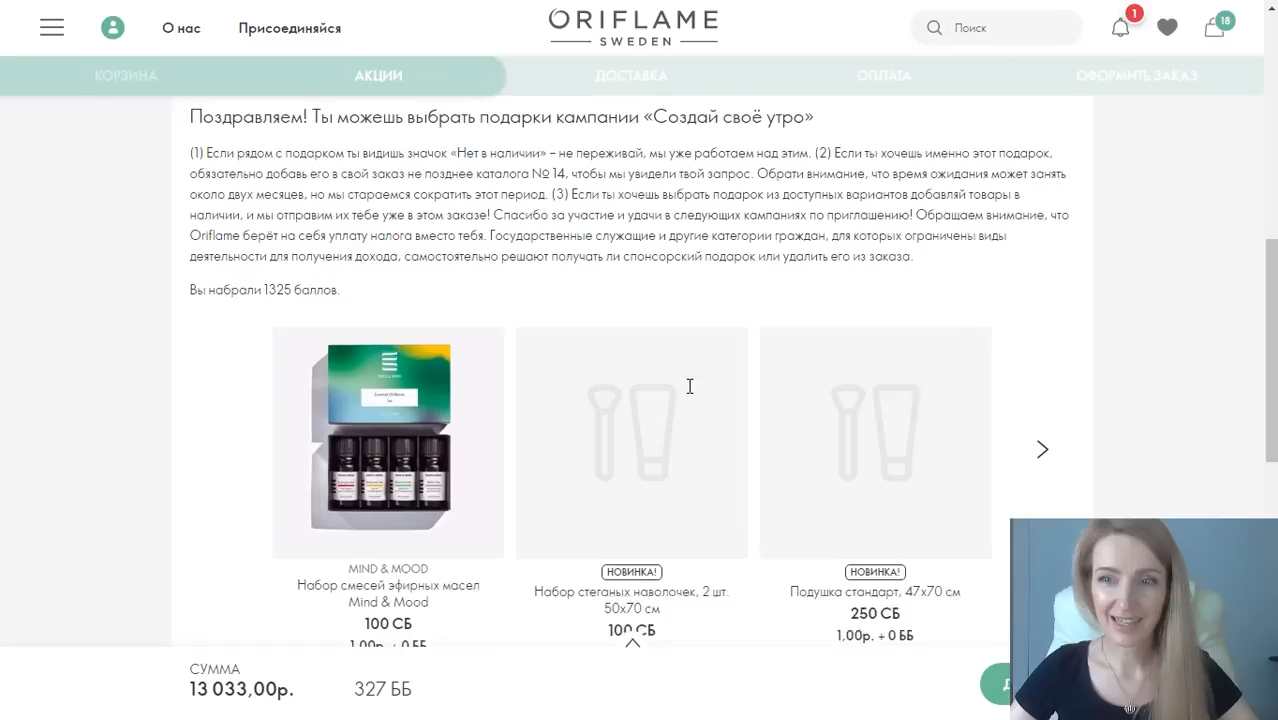 О нас
Присоединяйся
ORIFLAME
SWEDEN
Поиск
1
18
КОРЗИНА
АКЦИИ
ДОСТАВКА
ОПЛАТА
ОФОРМИТЬ ЗАКАЗ
Поздравляем! Ты можешь выбрать подарки кампании «Создай своё утро»
(1) Если рядом с подарком ты видишь значок «Нет в наличии» – не переживай, мы уже работаем над этим. (2) Если ты хочешь именно этот подарок,
обязательно добавь его в свой заказ не позднее каталога №14, чтобы мы увидели твой запрос. Обрати внимание, что время ожидания может занять
около двух месяцев, но мы стараемся сократить этот период. (3) Если ты хочешь выбрать подарок из доступных вариантов добавляй товары в
наличии, и мы отправим их тебе уже в этом заказе! Спасибо за участие и удачи в следующих кампаниях по приглашению! Обращаем внимание, что
Oriflame берёт на себя уплату налога вместо тебя. Государственные служащие и другие категории граждан, для которых ограничены виды
деятельности для получения дохода, самостоятельно решают получать ли спонсорский подарок или удалить его из заказа.
Вы набрали 1325 баллов.
MIND & MOOD
Набор смесей эфирных масел
Mind & Mood
100 СБ
1,00р. + 0 ББ
НОВИНКА!
Набор стеганых наволочек, 2 шт.
50x70 см
100 СБ
НОВИНКА!
Подушка стандарт, 47x70 см
250 СБ
1,00р. + 0 ББ
СУММА
13 033,00р.
327 ББ